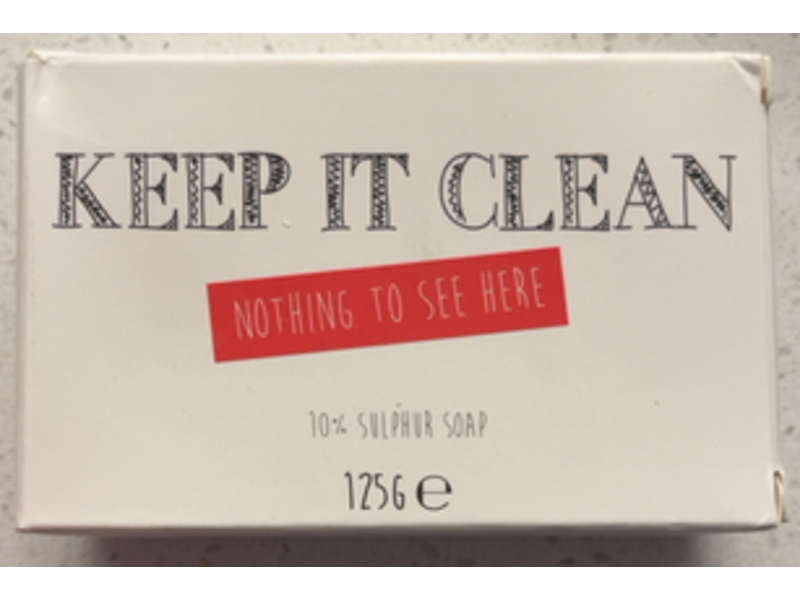 KEEP IT CLEAN
NOTHING TO SEE HERE
10% SULPHUR SOAP
125G ℮